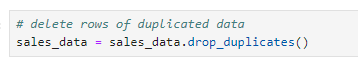 # delete rows of duplicated data
sales_data = sales_data.drop_duplicates()